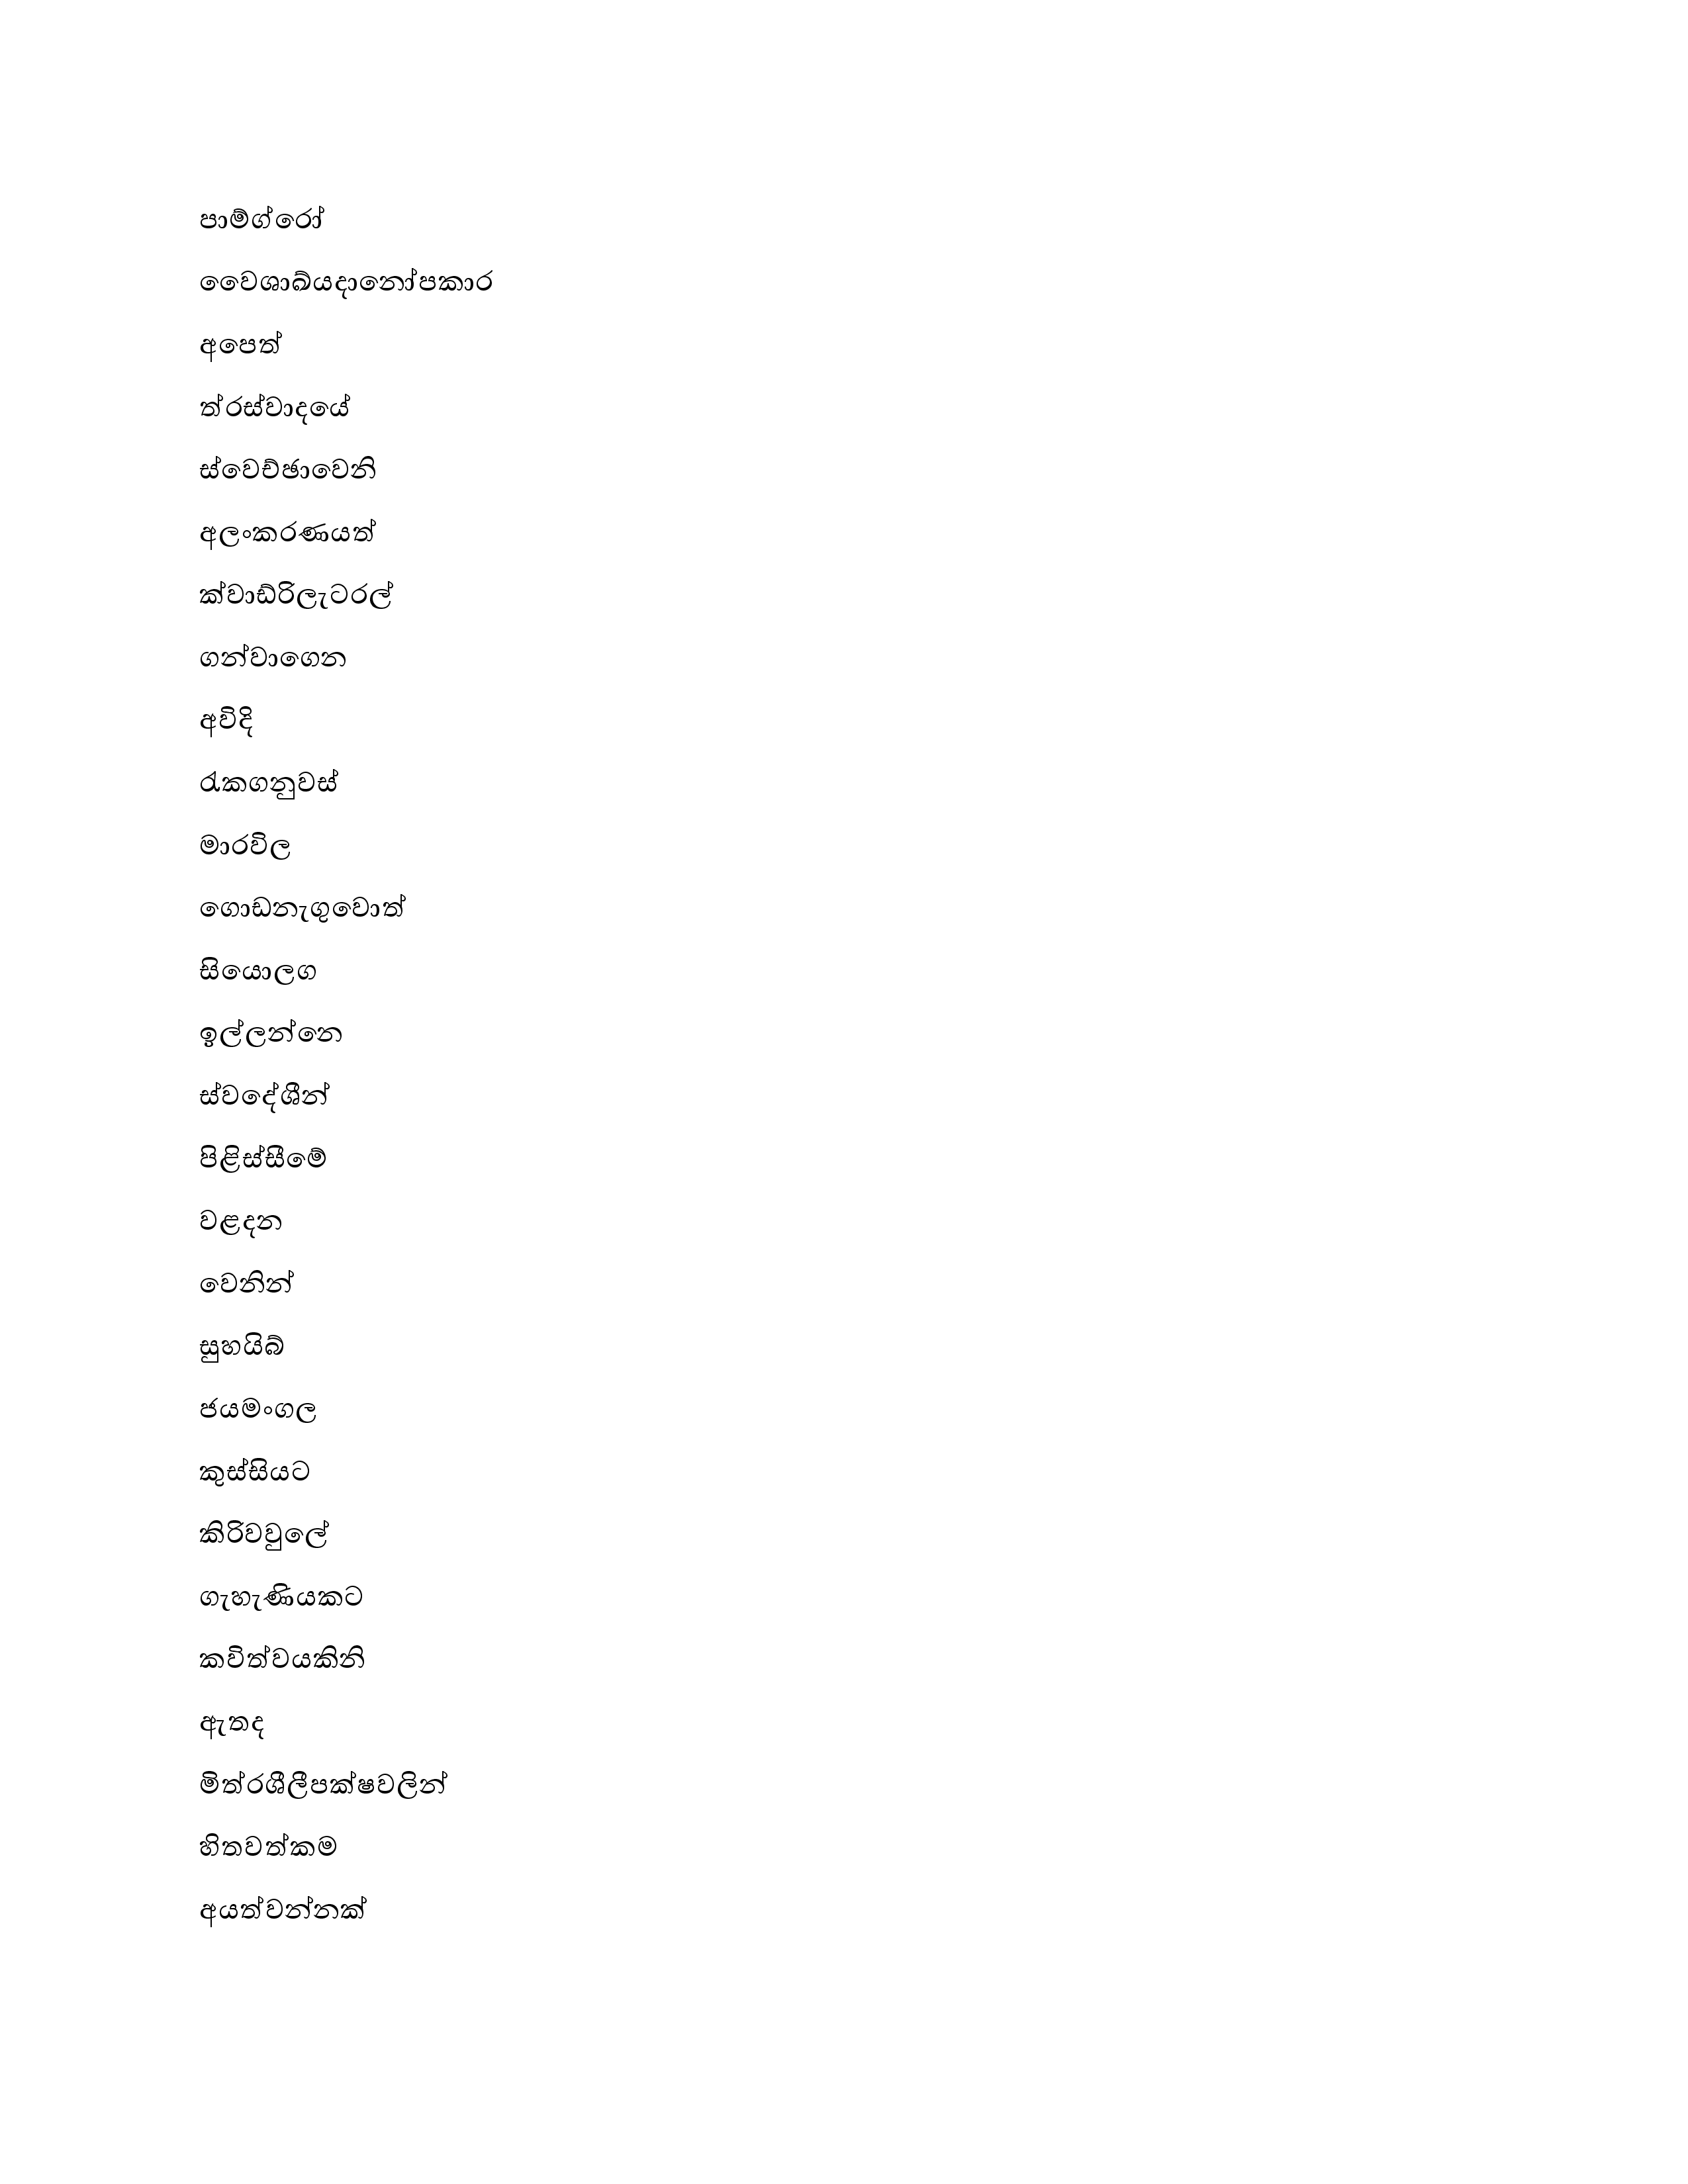 පාම්ග්රෝ
වෛශාඛ්යදානෝපකාර
අපෙත්
ත්රස්වාදයේ
ස්වෙච්ඡාවෙනි
අලංකරණයත්
ක්වාඩ්රිලැටරල්
ගන්වාගෙන
අවිදි
රැකගනුවස්
මාරවිල
ගොඩනැගුවොත්
සියොලග
ඉල්ලන්නෙ
ස්වදේශීන්
පිළිස්සීමේ
වළදන
වෙනින්
සුහයිබ්
ජයමංගල
කුස්සියට
කිරිවවුලේ
ගැහැණියකට
කවිත්වයකිනි
ඇතද
මිත්රශීලීපක්ෂවලින්
හිතවත්කම
අයත්වන්නක්